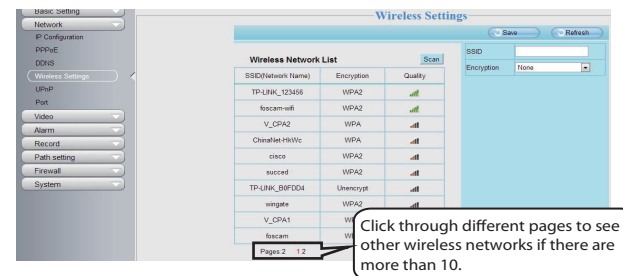 Basic Setting
Network
IP Configuration
PPPoE
DDNS
Wireless Settings
UPnP
Port
Video
Alarm
Record
Path setting
Firewall
System
Wireless Settings
Save Refresh
Wireless Network List Scan
SSID(Network Name) Encryption Quality
TP-LINK_123456 WPA2
foscam-wifi WPA2
V_CPA2 WPA
ChinaNet-HkWc WPA
cisco WPA2
succed WPA2
TP-LINK_B0FDD4 Unencrypt
wingate WPA2
V_CPA1
foscam
Pages:2 1 2
SSID
Encryption None
Click through different pages to see
other wireless networks if there are
more than 10.